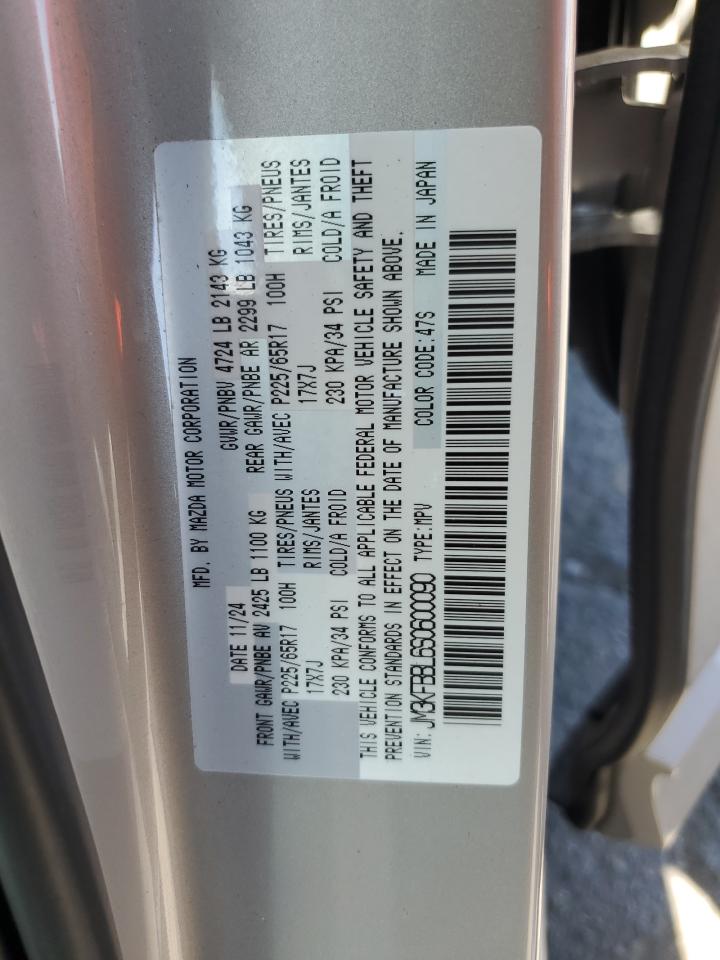 MFD. BY MAZDA MOTOR CORPORATION
DATE 11/24 GVWR/PNBV 4724 LB 2143 KG
FRONT GAWR/PNBE AV 2425 LB 1100 KG REAR GAWR/PNBE AR 2299 LB 1043 KG
WITH/AVEC P225/65R17 100H TIRES/PNEUS WITH/AVEC P225/65R17 100H TIRES/PNEUS
17X7J RIMS/JANTES 17X7J RIMS/JANTES
230 KPA/34 PSI COLD/A FROID 230 KPA/34 PSI COLD/A FROID
THIS VEHICLE CONFORMS TO ALL APPLICABLE FEDERAL MOTOR VEHICLE SAFETY AND THEFT
PREVENTION STANDARDS IN EFFECT ON THE DATE OF MANUFACTURE SHOWN ABOVE.
VIN: JM3KFBBL6S0600090 TYPE:MPV COLOR CODE:47S MADE IN JAPAN